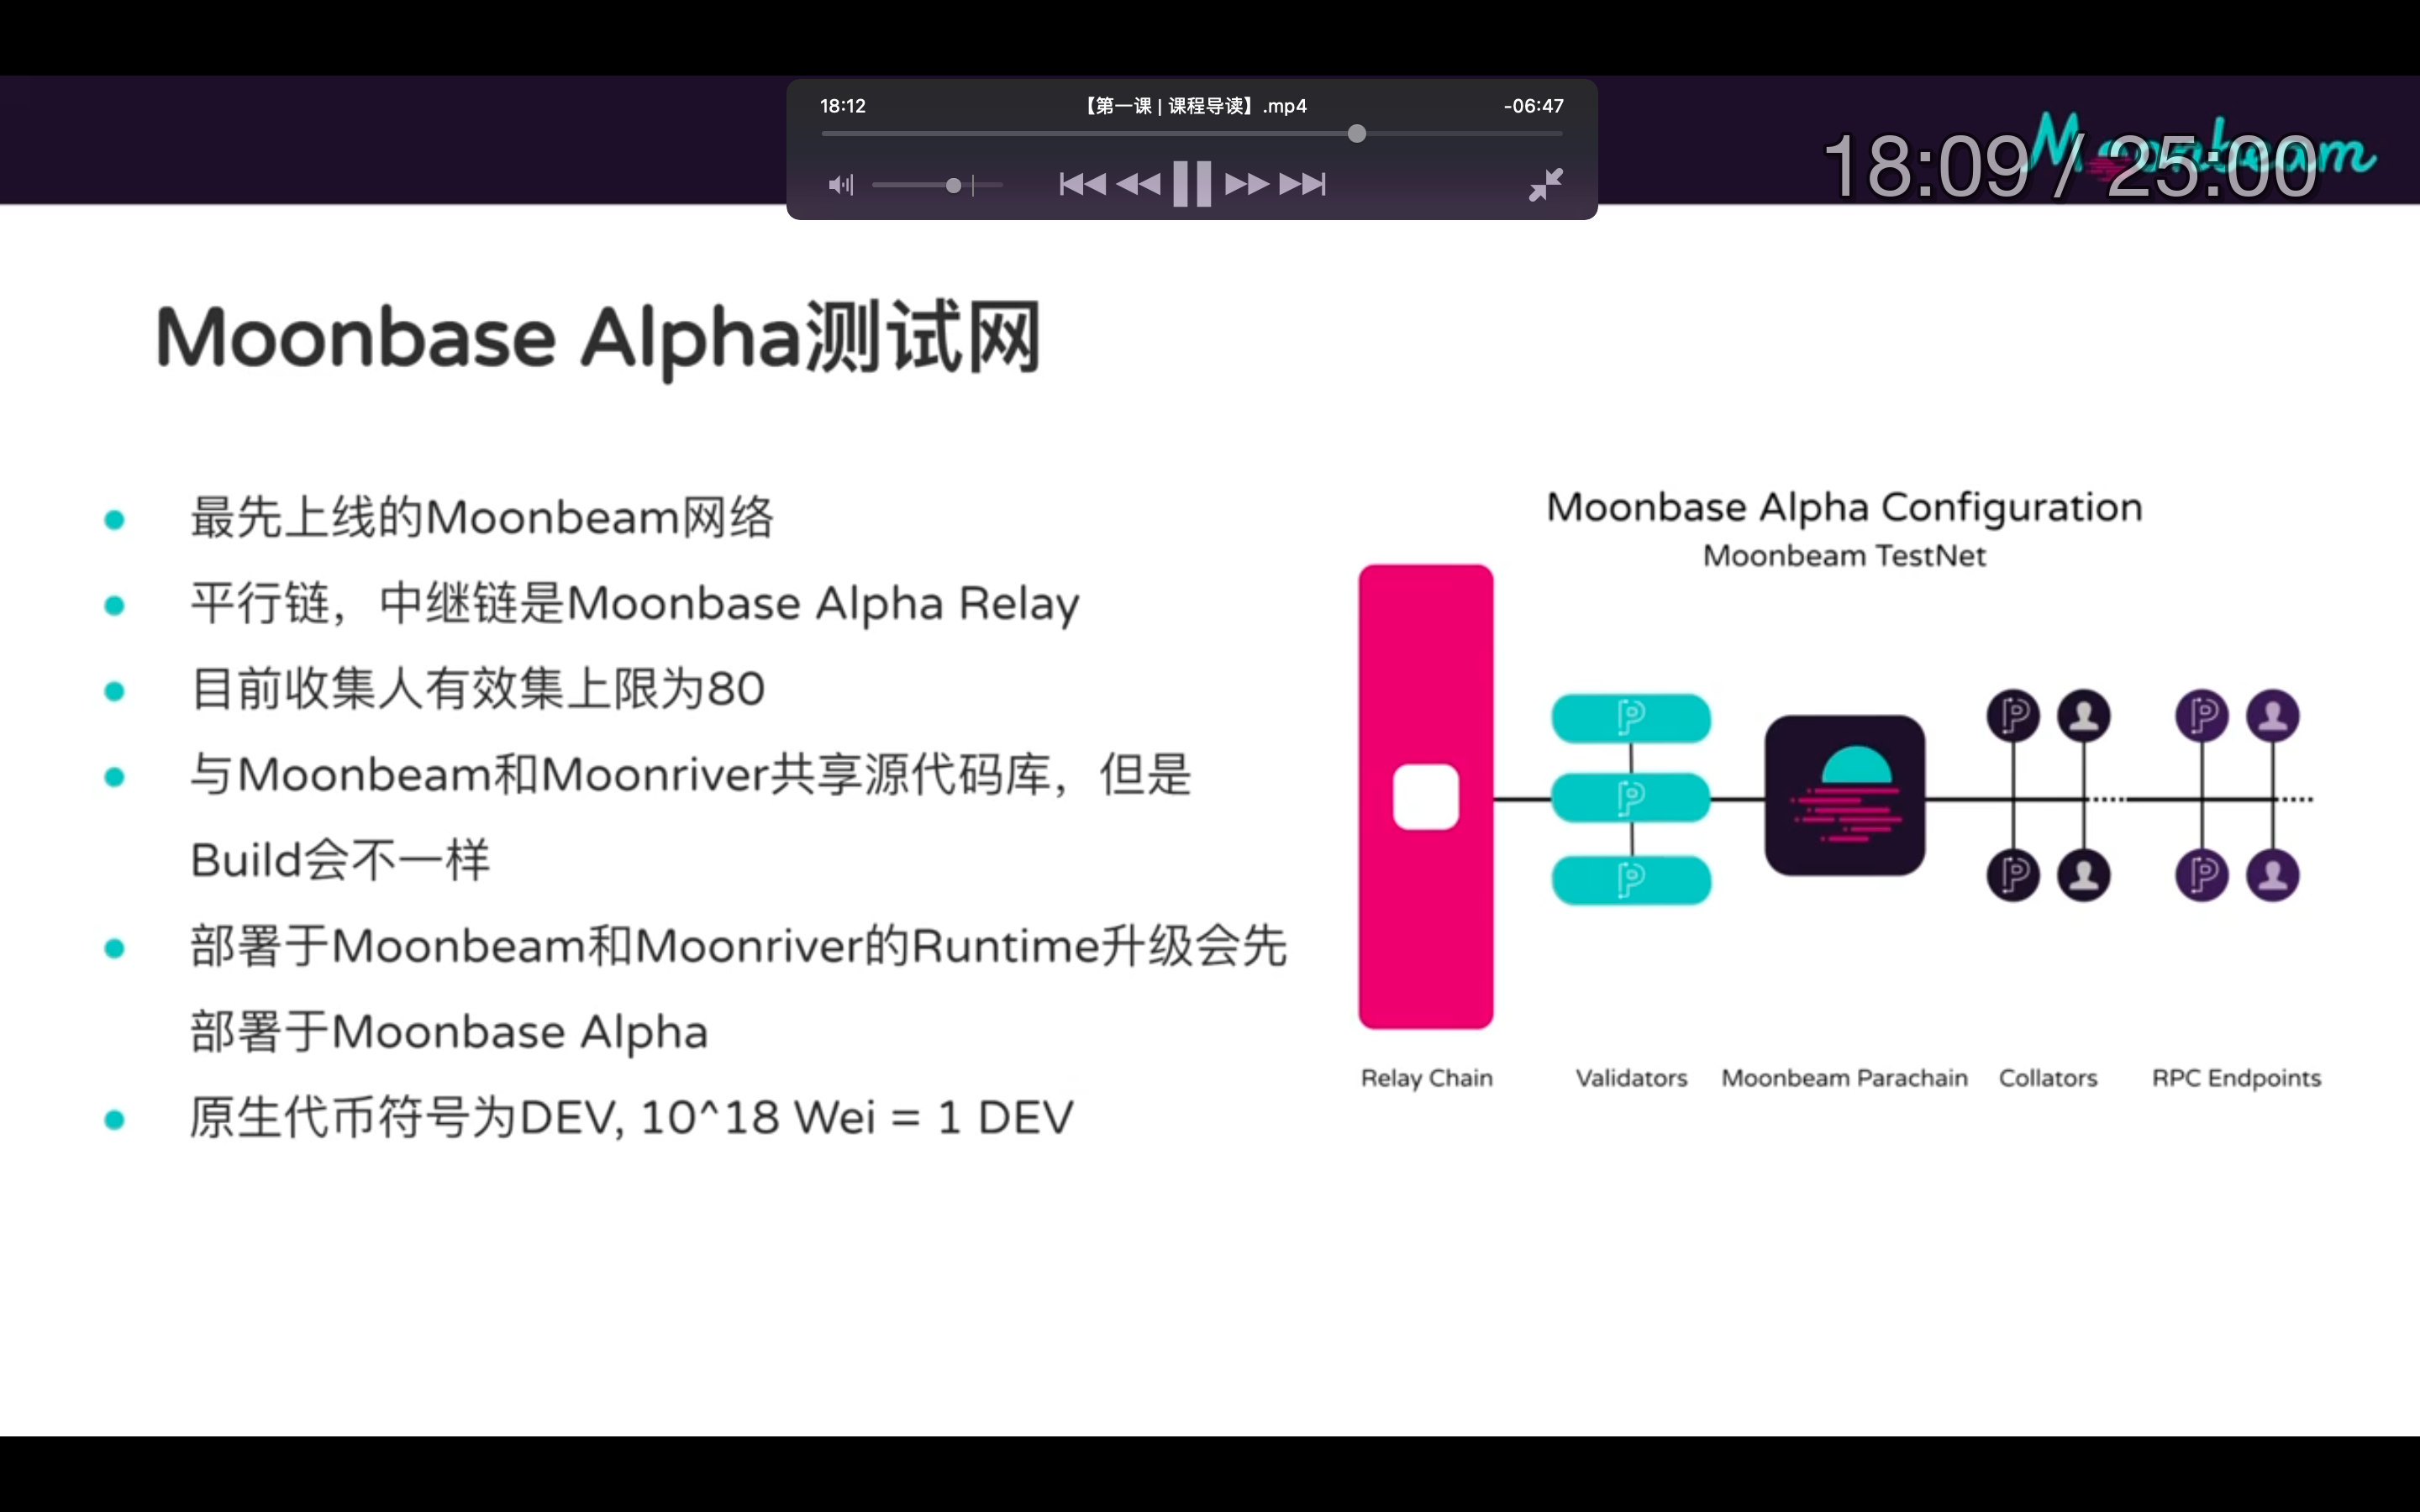 18:12
【第一课 | 课程导读】.mp4
-06:47
18:09 / 25:00
Moonbeam
Moonbase Alpha测试网
最先上线的Moonbeam网络
平行链，中继链是Moonbase Alpha Relay
目前收集人有效集上限为80
与Moonbeam和Moonriver共享源代码库，但是
Build会不一样
部署于Moonbeam和Moonriver的Runtime升级会先
部署于Moonbase Alpha
原生代币符号为DEV, 10^18 Wei = 1 DEV
Moonbase Alpha Configuration
Moonbeam TestNet
Relay Chain
Validators
Moonbeam Parachain
Collators
RPC Endpoints